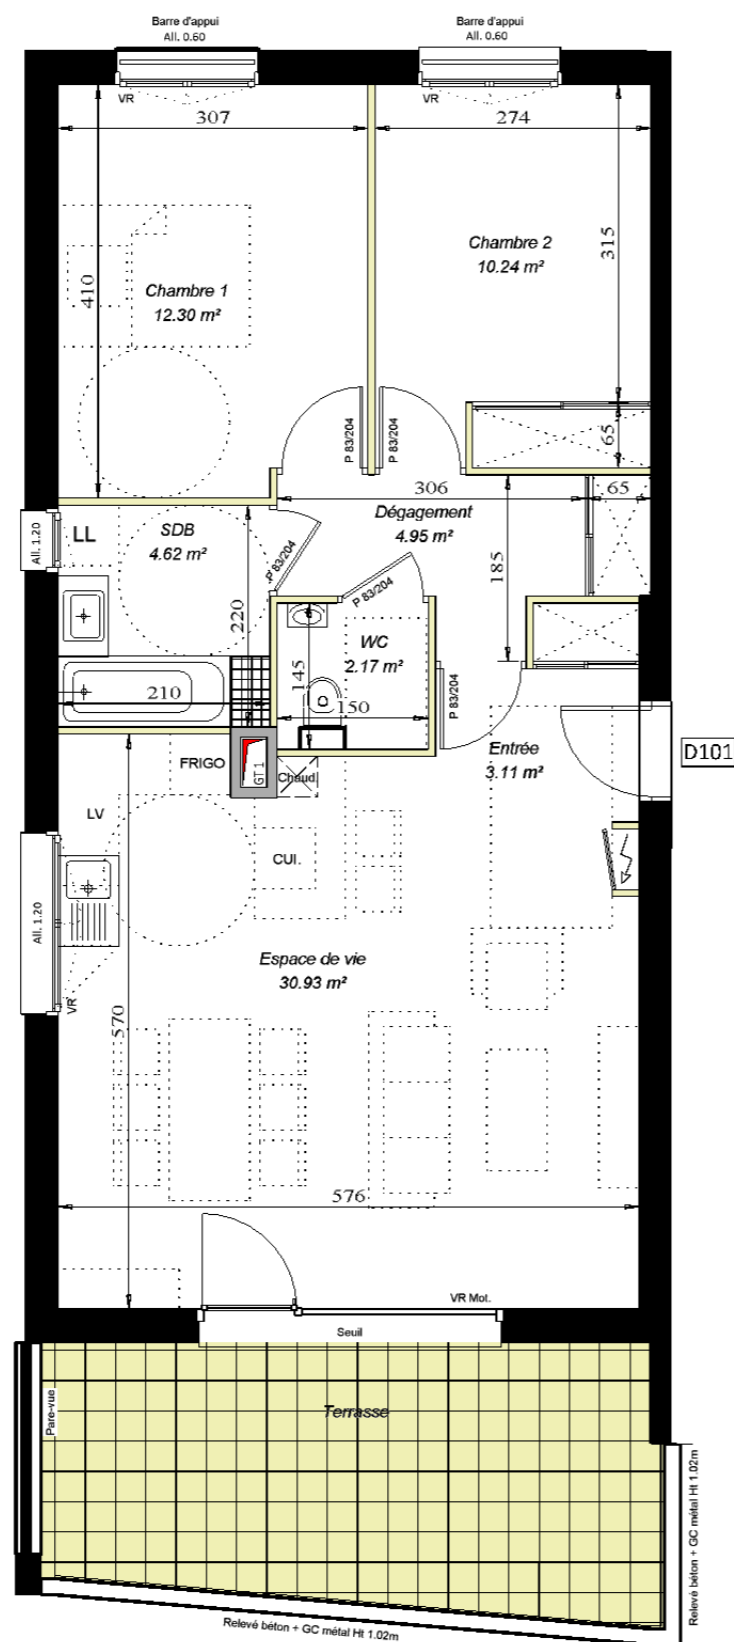 Barre d'appui
All. 0.60
Barre d'appui
All. 0.60
VR
VR
307
274
Chambre 2
10.24 m²
315
410
Chambre 1
12.30 m²
P 83/204
P 83/204
65
306
65
Dégagement
4.95 m²
All. 1.20
LL
SDB
4.62 m²
P 83/204
185
P 83/204
220
WC
2.17 m²
145
150
210
P 83/204
Entrée
3.11 m²
D101
FRIGO
GT 1
Chaud.
LV
CUI.
All. 1.20
Espace de vie
30.93 m²
VR
570
576
VR Mot.
Seuil
Pare-vue
Terrasse
Relevé béton + GC métal Ht 1.02m
Relevé béton + GC métal Ht 1.02m